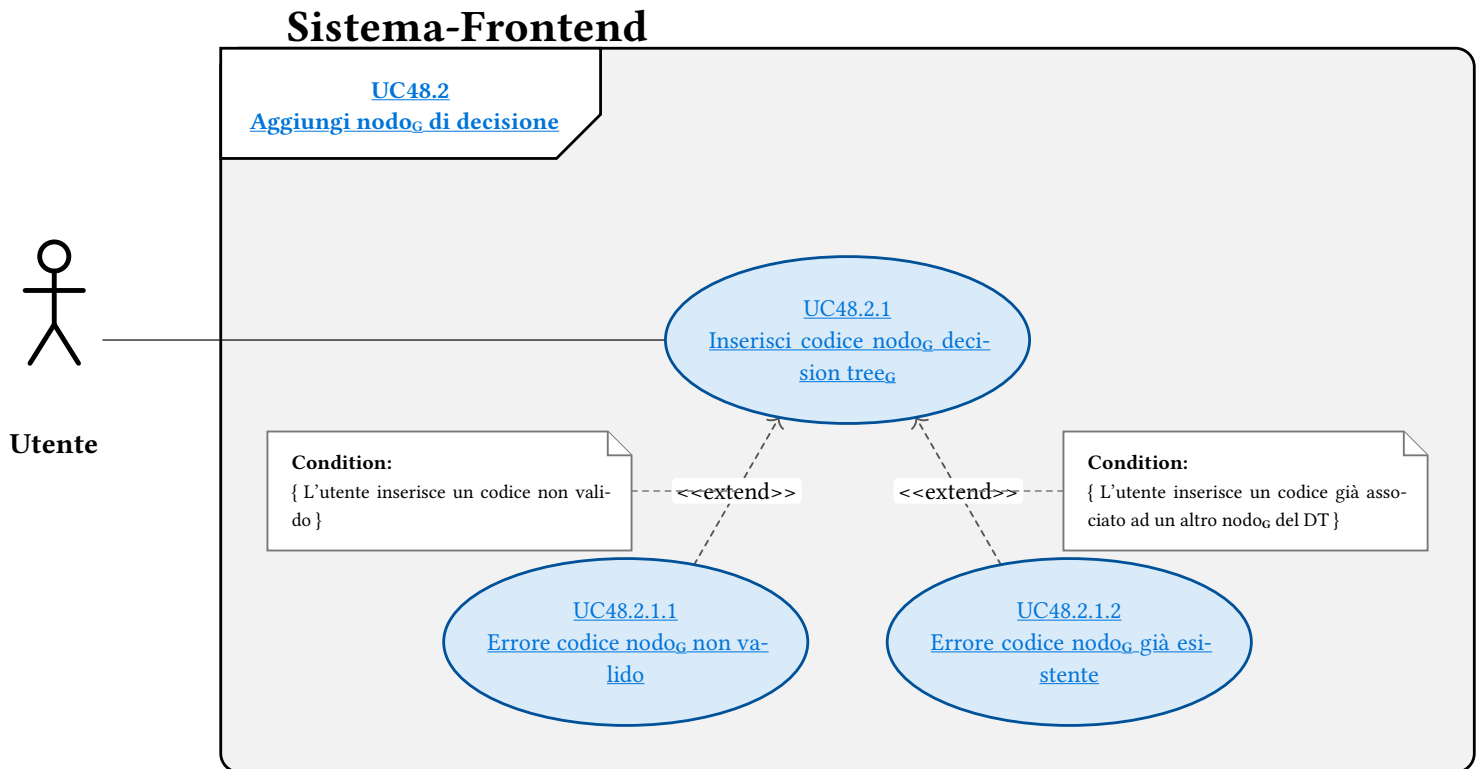 Sistema-Frontend
UC48.2
Aggiungi nodoG di decisione
UC48.2.1
Inserisci codice nodoG deci-
sion treeG
Utente
Condition:
{ L'utente inserisce un codice non vali-
do }
<<extend>>
<<extend>>
Condition:
{ L'utente inserisce un codice già asso-
ciato ad un altro nodoG del DT }
UC48.2.1.1
Errore codice nodoG non va-
lido
UC48.2.1.2
Errore codice nodoG già esi-
stente